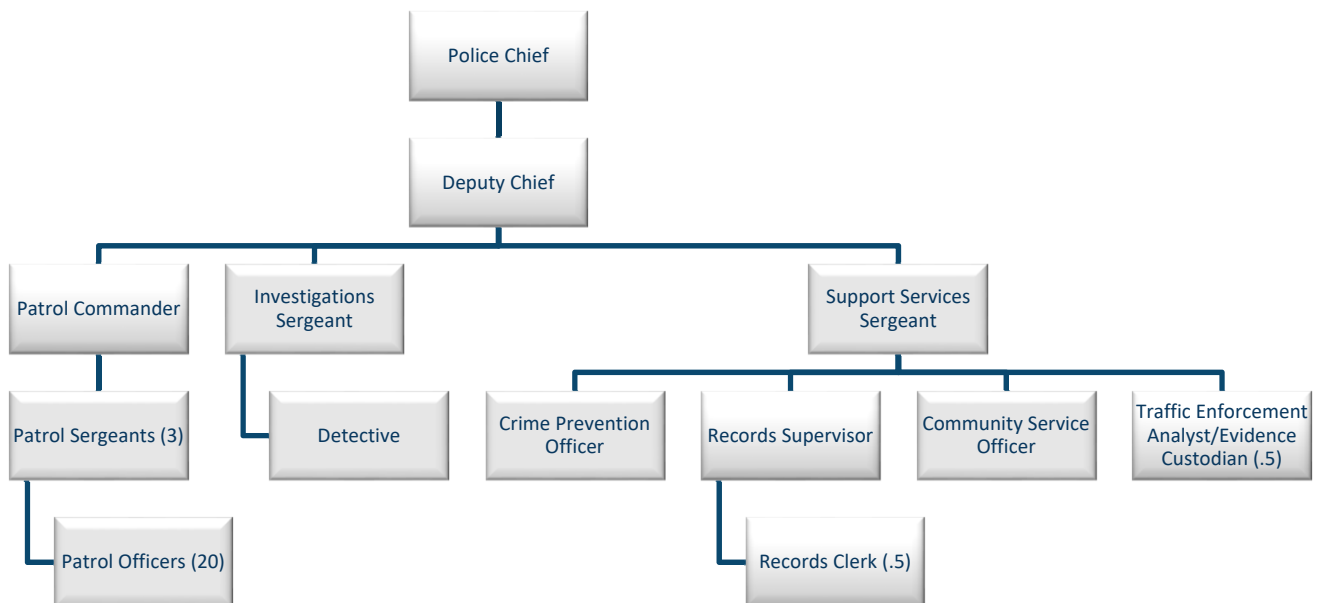 Police Chief
Deputy Chief
Patrol Commander
Investigations
Sergeant
Support Services
Sergeant
Patrol Sergeants (3)
Detective
Crime Prevention
Officer
Records Supervisor
Community Service
Officer
Traffic Enforcement
Analyst/Evidence
Custodian (.5)
Patrol Officers (20)
Records Clerk (.5)